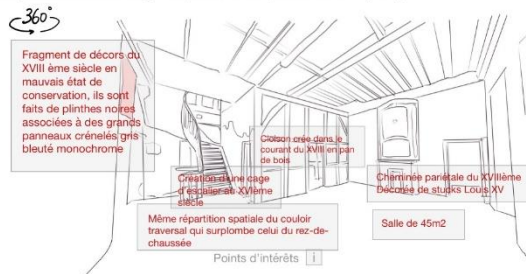 360°
Fragment de décors du
XVIII ème siècle en
mauvais état de
conservation, ils sont
faits de plinthes noires
associées à des grands
panneaux crénelés gris
bleuté monochrome
Cloison crée dans le
courant du XVIII en pan
de bois
Création d'une cage
d'escalier au XVIème
siècle
Cheminée pariétale du XVIIIème
Décorée de stucks Louis XV
Même répartition spatiale du couloir
traversal qui surplombe celui du rez-de-
chaussée
Salle de 45m2
Points d'intérêts i